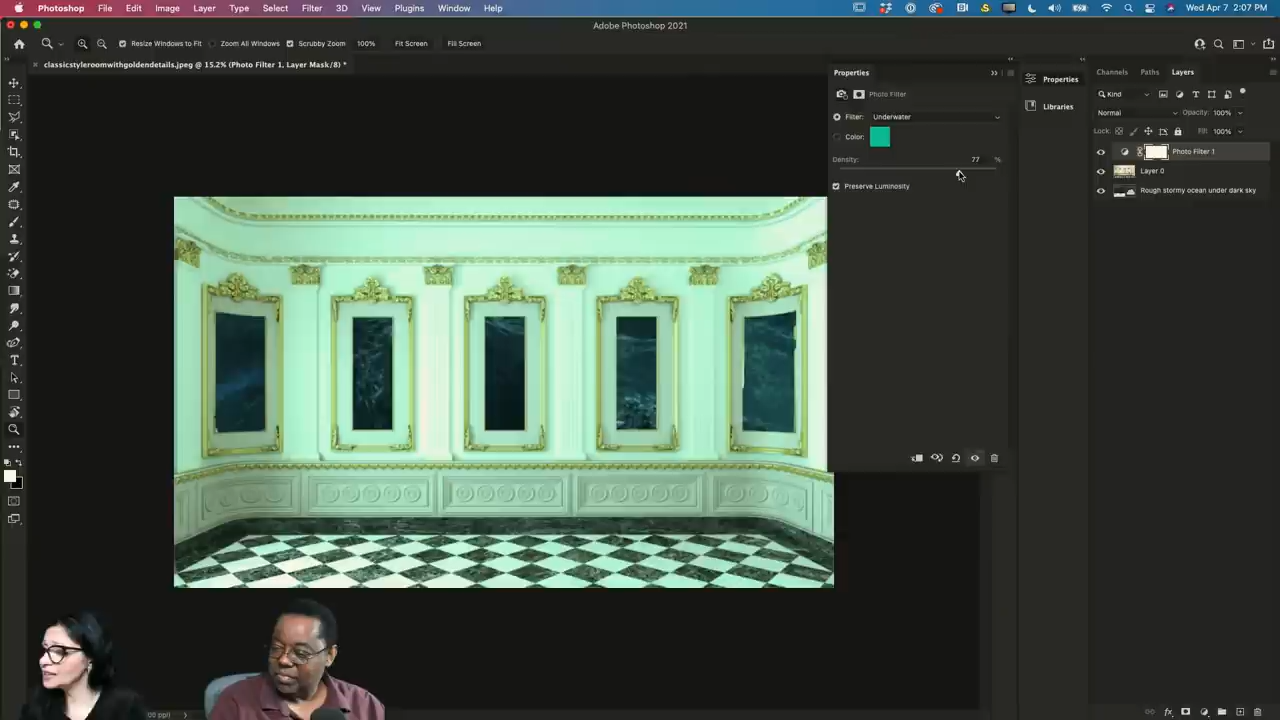 Photoshop File Edit Image Layer Type Select Filter 3D View Plugins Window Help Wed Apr 7 2:07 PM
Adobe Photoshop 2021
Resize Windows to Fit Zoom All Windows Scrubby Zoom 100% Fit Screen Fill Screen
classicstyleroomwithgoldendetails.jpeg @ 15.2% (Photo Filter 1, Layer Mask/8) *
Properties
Photo Filter
Filter: Underwater
Color:
Density: 77 %
Preserve Luminosity
Properties
Libraries
Channels Paths Layers
Kind
Normal Opacity: 100%
Lock: Fill: 100%
Photo Filter 1
Layer 0
Rough stormy ocean under dark sky
ppi)